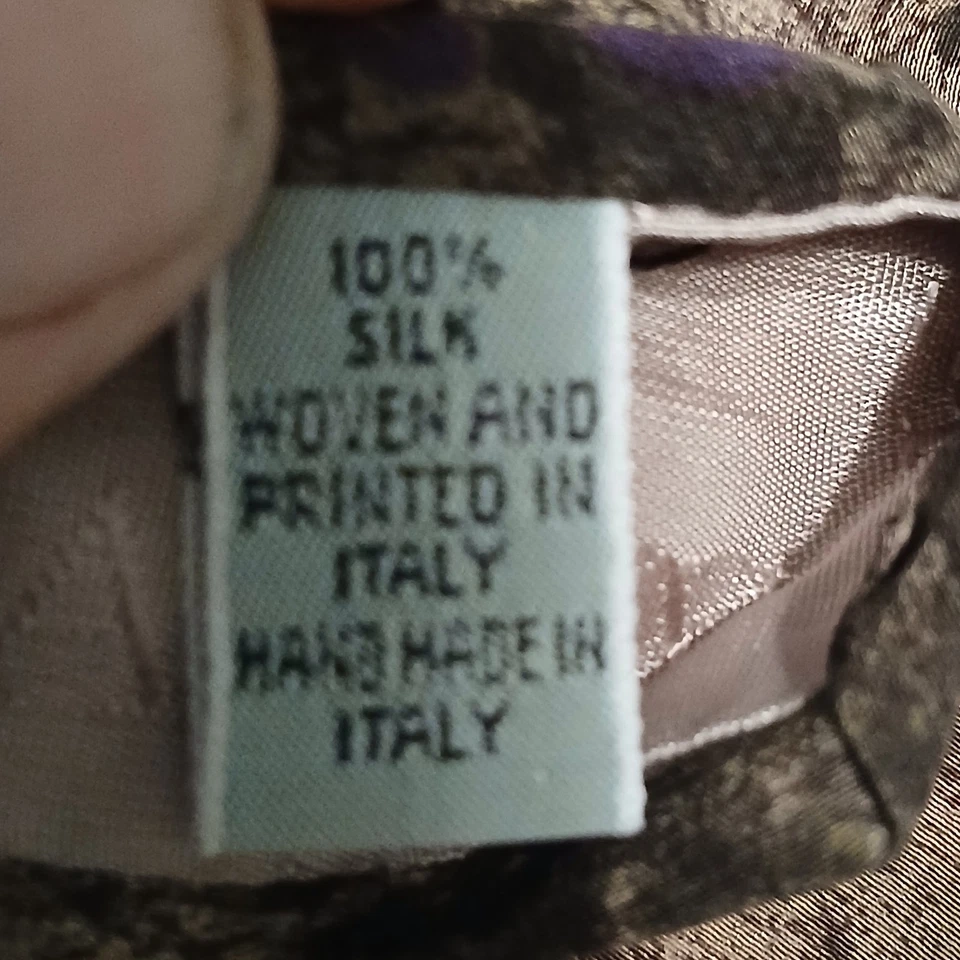 100%
SILK
WOVEN AND
PRINTED IN
ITALY
HAND MADE IN
ITALY